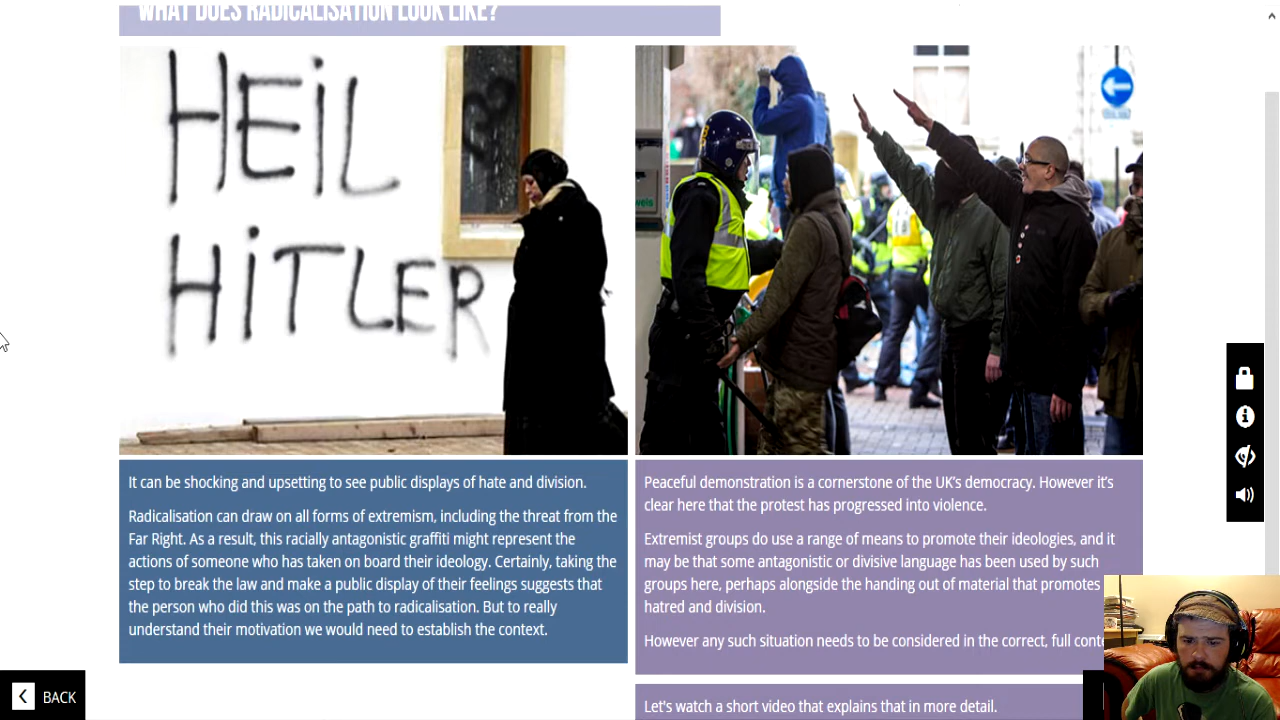 WHAT DOES RADICALISATION LOOK LIKE?
HEiL
HiTLER
It can be shocking and upsetting to see public displays of hate and division.
Radicalisation can draw on all forms of extremism, including the threat from the
Far Right. As a result, this racially antagonistic graffiti might represent the
actions of someone who has taken on board their ideology. Certainly, taking the
step to break the law and make a public display of their feelings suggests that
the person who did this was on the path to radicalisation. But to really
understand their motivation we would need to establish the context.
Peaceful demonstration is a cornerstone of the UK's democracy. However it's
clear here that the protest has progressed into violence.
Extremist groups do use a range of means to promote their ideologies, and it
may be that some antagonistic or divisive language has been used by such
groups here, perhaps alongside the handing out of material that promotes
hatred and division.
However any such situation needs to be considered in the correct, full
Let's watch a short video that explains that in more detail.
BACK